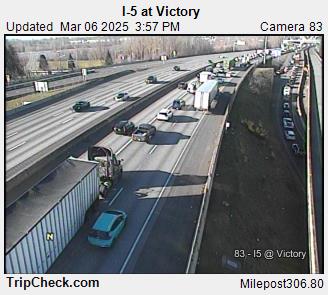 I-5 at Victory
Updated Mar 06 2025 3:57 PM Camera 83
83 - I5 @ Victory
TripCheck.com Milepost306.80